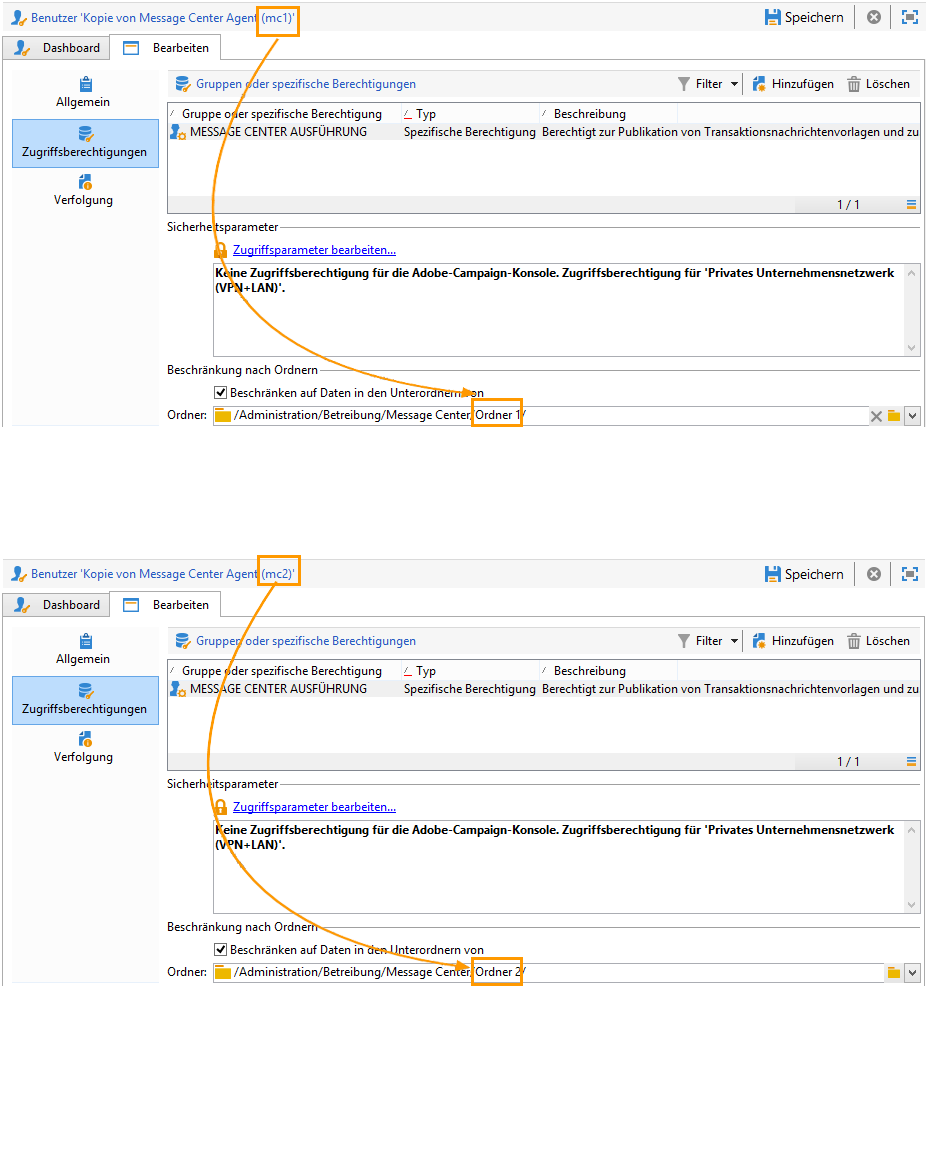 Benutzer 'Kopie von Message Center Agent (mc1)'
Speichern
Dashboard
Bearbeiten
Allgemein
Zugriffsberechtigungen
Verfolgung
Gruppen oder spezifische Berechtigungen
Filter
Hinzufügen
Löschen
Gruppe oder spezifische Berechtigung
Typ
Beschreibung
MESSAGE CENTER AUSFÜHRUNG
Spezifische Berechtigung
Berechtigt zur Publikation von Transaktionsnachrichtenvorlagen und zu
1 / 1
Sicherheitsparameter
Zugriffsparameter bearbeiten...
Keine Zugriffsberechtigung für die Adobe-Campaign-Konsole. Zugriffsberechtigung für 'Privates Unternehmensnetzwerk
(VPN+LAN)'.
Beschränkung nach Ordnern
Beschränken auf Daten in den Unterordnern von
Ordner: /Administration/Betreibung/Message Center/Ordner 1/
Benutzer 'Kopie von Message Center Agent (mc2)'
Speichern
Dashboard
Bearbeiten
Allgemein
Zugriffsberechtigungen
Verfolgung
Gruppen oder spezifische Berechtigungen
Filter
Hinzufügen
Löschen
Gruppe oder spezifische Berechtigung
Typ
Beschreibung
MESSAGE CENTER AUSFÜHRUNG
Spezifische Berechtigung
Berechtigt zur Publikation von Transaktionsnachrichtenvorlagen und zu
1 / 1
Sicherheitsparameter
Zugriffsparameter bearbeiten...
Keine Zugriffsberechtigung für die Adobe-Campaign-Konsole. Zugriffsberechtigung für 'Privates Unternehmensnetzwerk
(VPN+LAN)'.
Beschränkung nach Ordnern
Beschränken auf Daten in den Unterordnern von
Ordner: /Administration/Betreibung/Message Center/Ordner 2/